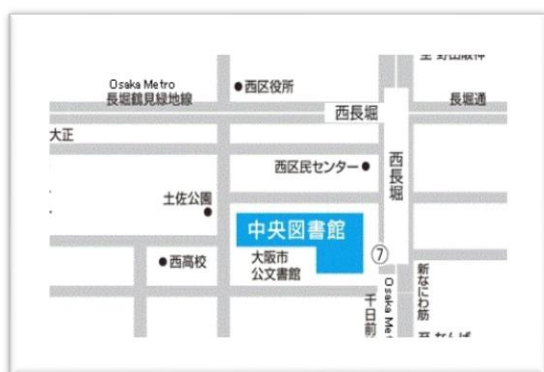 Osaka Metro
長堀鶴見緑地線
西区役所
西長堀
長堀通
大正
西区民センター
西長堀
土佐公園
中央図書館
大阪市
公文書館
西高校
⑦
新なにわ筋
千日前
Osaka Me